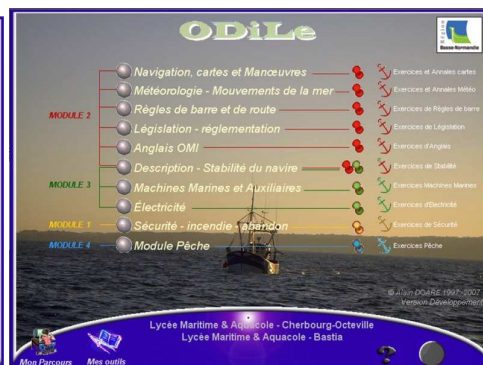 ODiLe
Région
Basse-Normandie
Navigation, cartes et Manœuvres
Exercices et Annales cartes
Météorologie - Mouvements de la mer
Exercices et Annales Météo
MODULE 2
Règles de barre et de route
Exercices de Règles de barre
Législation - réglementation
Exercices de Législation
Anglais OMI
Exercices d'Anglais
Description - Stabilité du navire
Exercices de Stabilité
MODULE 3
Machines Marines et Auxiliaires
Exercices Machines Marines
Électricité
Exercices d'Electricité
MODULE 1
Sécurité - incendie - abandon
Exercices de Sécurité
MODULE 4
Module Pêche
Exercices Pêche
© Alain DOARE 1997-2007
Version Développement
Lycée Maritime & Aquacole - Cherbourg-Octeville
Lycée Maritime & Aquacole - Bastia
Mon Parcours
Mes outils
?